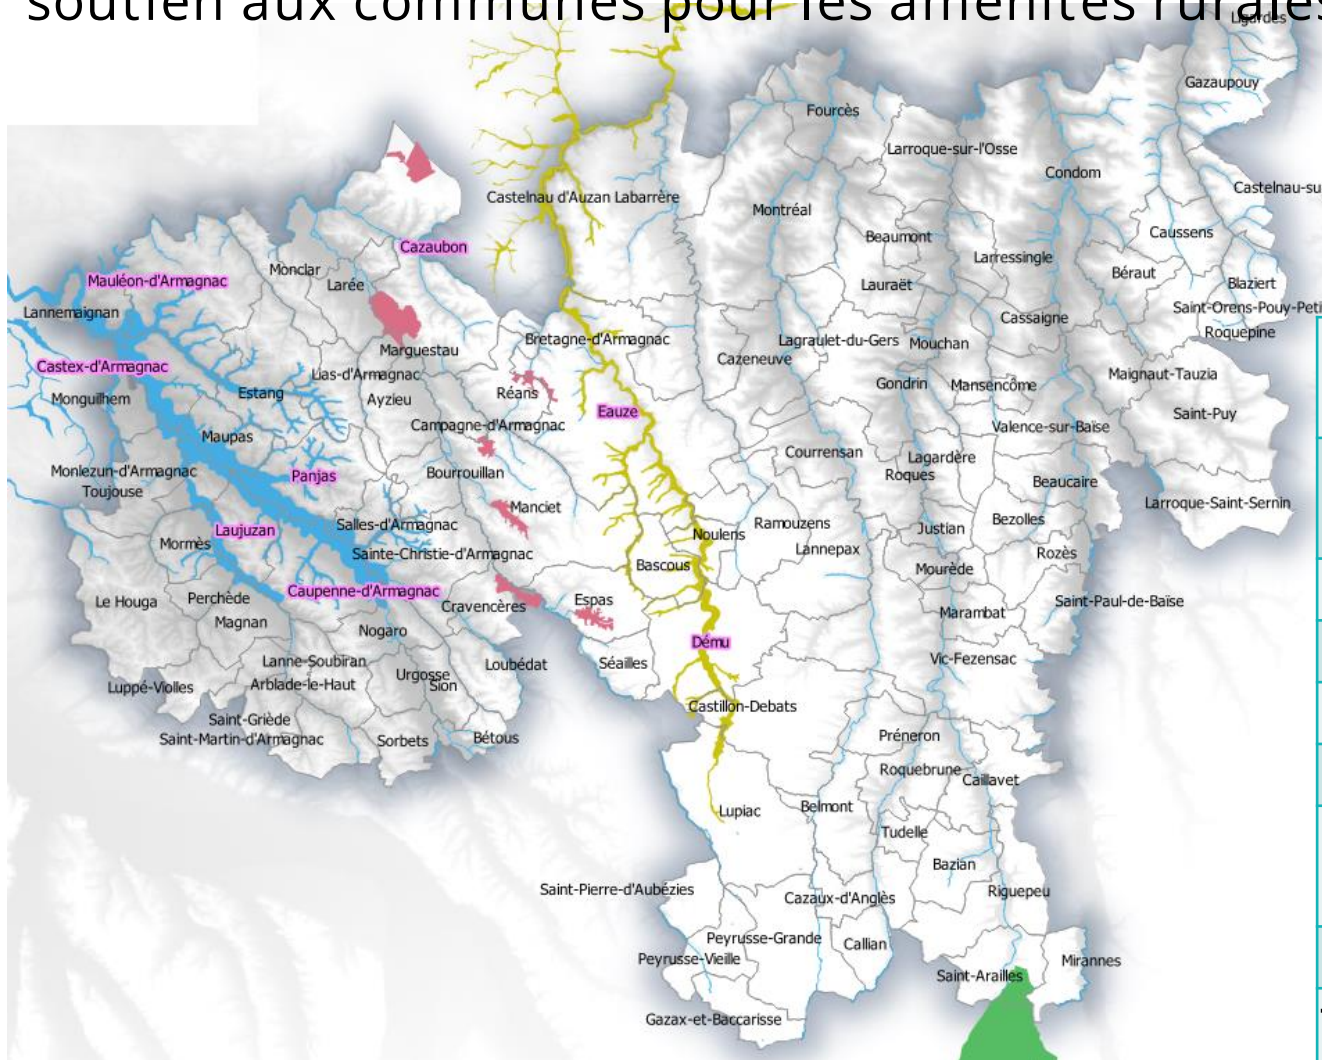 soutien aux communes pour les aménités rurales
Ligardes
Gazaupouy
Fourcès
Larroque-sur-l'Osse
Condom
Castelnau-su
Castelnau d'Auzan Labarrère
Montréal
Caussens
Beaumont
Cazaubon
Larressingle
Monclar
Béraut
Mauléon-d'Armagnac
Larée
Lauraët
Blaziert
Saint-Orens-Pouy-Peti
Lannemaignan
Cassaigne
Roquepine
Bretagne-d'Armagnac
Lagraulet-du-Gers
Mouchan
Marguestau
Cazeneuve
Castex-d'Armagnac
Lias-d'Armagnac
Maignaut-Tauzia
Gondrin
Mansencôme
Estang
Réans
Monguilhem
Ayzieu
Eauze
Saint-Puy
Campagne-d'Armagnac
Valence-sur-Baïse
Maupas
Courrensan
Lagardère
Monlezun-d'Armagnac
Panjas
Bourrouillan
Roques
Beaucaire
Toujouse
Larroque-Saint-Sernin
Manciet
Salles-d'Armagnac
Ramouzens
Bezolles
Laujuzan
Noulens
Justian
Mormès
Sainte-Christie-d'Armagnac
Lannepax
Rozès
Bascous
Mourède
Caupenne-d'Armagnac
Le Houga
Perchède
Cravencères
Espas
Saint-Paul-de-Baïse
Marambat
Magnan
Nogaro
Dému
Lanne-Soubiran
Loubédat
Séailles
Vic-Fezensac
Urgosse
Luppé-Violles
Arblade-le-Haut
Sion
Castillon-Debats
Saint-Griède
Saint-Martin-d'Armagnac
Sorbets
Bétous
Préneron
Roquebrune
Caillavet
Lupiac
Belmont
Tudelle
Bazian
Saint-Pierre-d'Aubézies
Cazaux-d'Anglès
Riguepeu
Peyrusse-Grande
Callian
Peyrusse-Vieille
Mirannes
Saint-Arailles
Gazax-et-Baccarisse